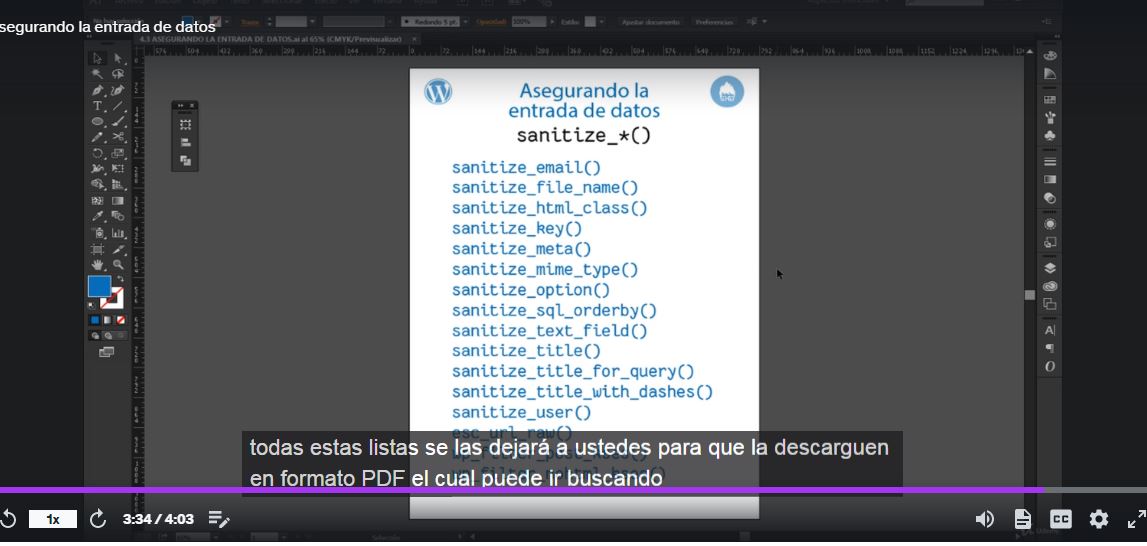 segurando la entrada de datos
Trazo
Redondo 5 pt.
Opacidad: 100%
Estilo:
Ajustar documento
Preferencias
4.3 ASEGURANDO LA ENTRADA DE DATOS.ai al 65% (CMYK/Previsualizar)
Asegurando la
entrada de datos
sanitize_*()
sanitize_email()
sanitize_file_name()
sanitize_html_class()
sanitize_key()
sanitize_meta()
sanitize_mime_type()
sanitize_option()
sanitize_sql_orderby()
sanitize_text_field()
sanitize_title()
sanitize_title_for_query()
sanitize_title_with_dashes()
sanitize_user()
esc_url_raw()
todas estas listas se las dejará a ustedes para que la descarguen
en formato PDF el cual puede ir buscando
1x
3:34 / 4:03
CC